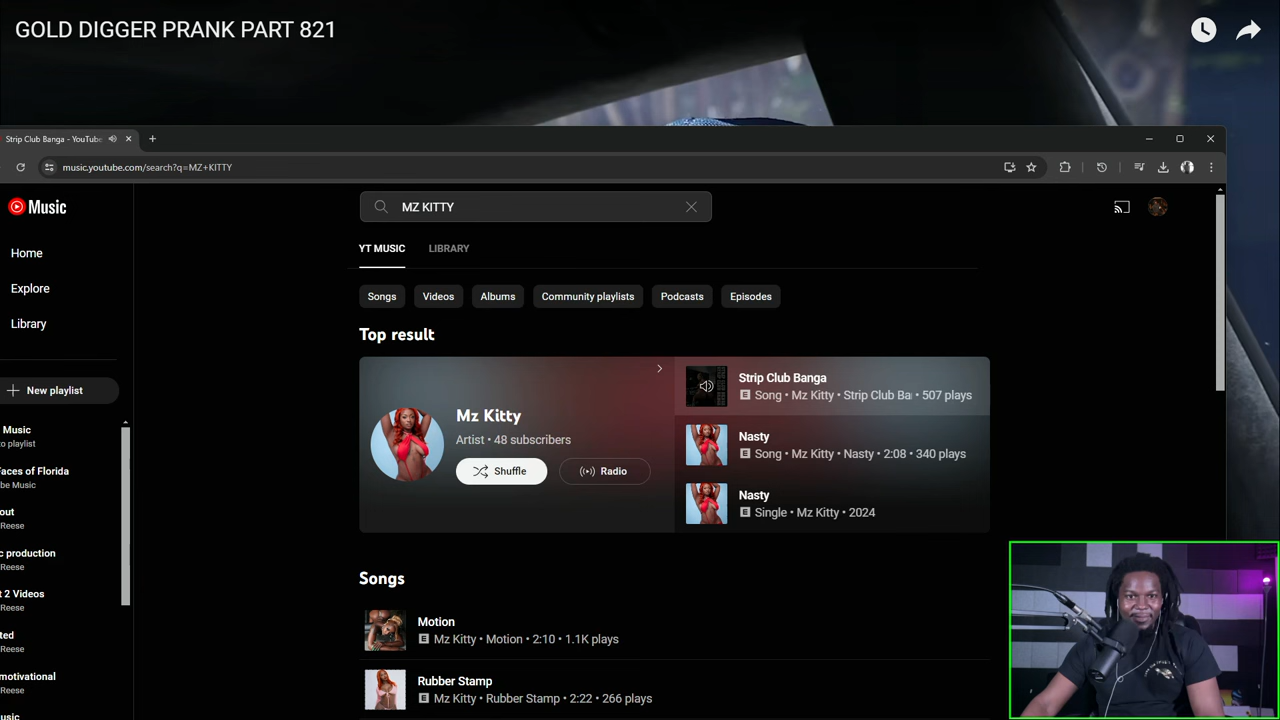 GOLD DIGGER PRANK PART 821
Strip Club Banga - YouTube
music.youtube.com/search?q=MZ+KITTY
Music
MZ KITTY
Home
Explore
Library
New playlist
YT MUSIC
LIBRARY
Songs
Videos
Albums
Community playlists
Podcasts
Episodes
Top result
Mz Kitty
Artist • 48 subscribers
Shuffle
Radio
Strip Club Banga
E Song • Mz Kitty • Strip Club Ba • 507 plays
Nasty
E Song • Mz Kitty • Nasty • 2:08 • 340 plays
Nasty
E Single • Mz Kitty • 2024
Songs
Motion
E Mz Kitty • Motion • 2:10 • 1.1K plays
Rubber Stamp
E Mz Kitty • Rubber Stamp • 2:22 • 266 plays
Music
to playlist
aces of Florida
be Music
out
Reese
c production
Reese
t 2 Videos
Reese
ted
Reese
motivational
Reese